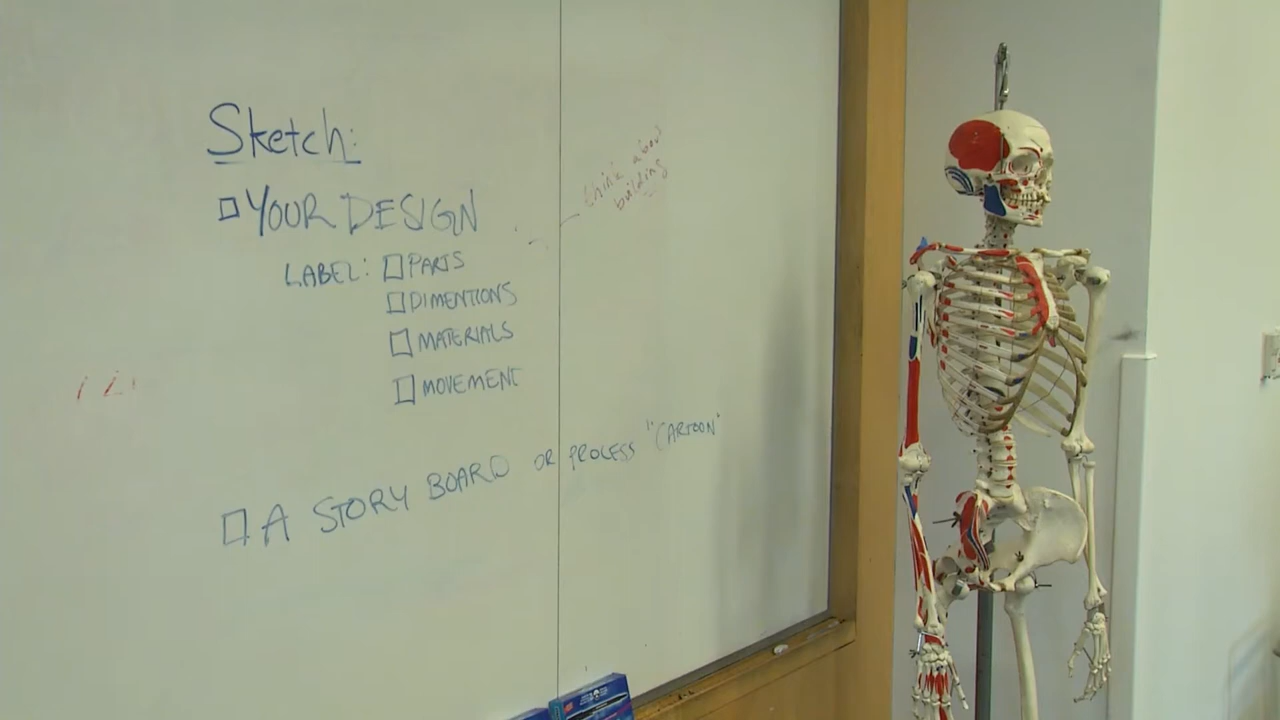 Sketch:
YOUR DESIGN
LABEL: PARTS
DIMENTIONS
MATERIALS
MOVEMENT
A STORY BOARD OR PROCESS "CARTOON"
think about
building